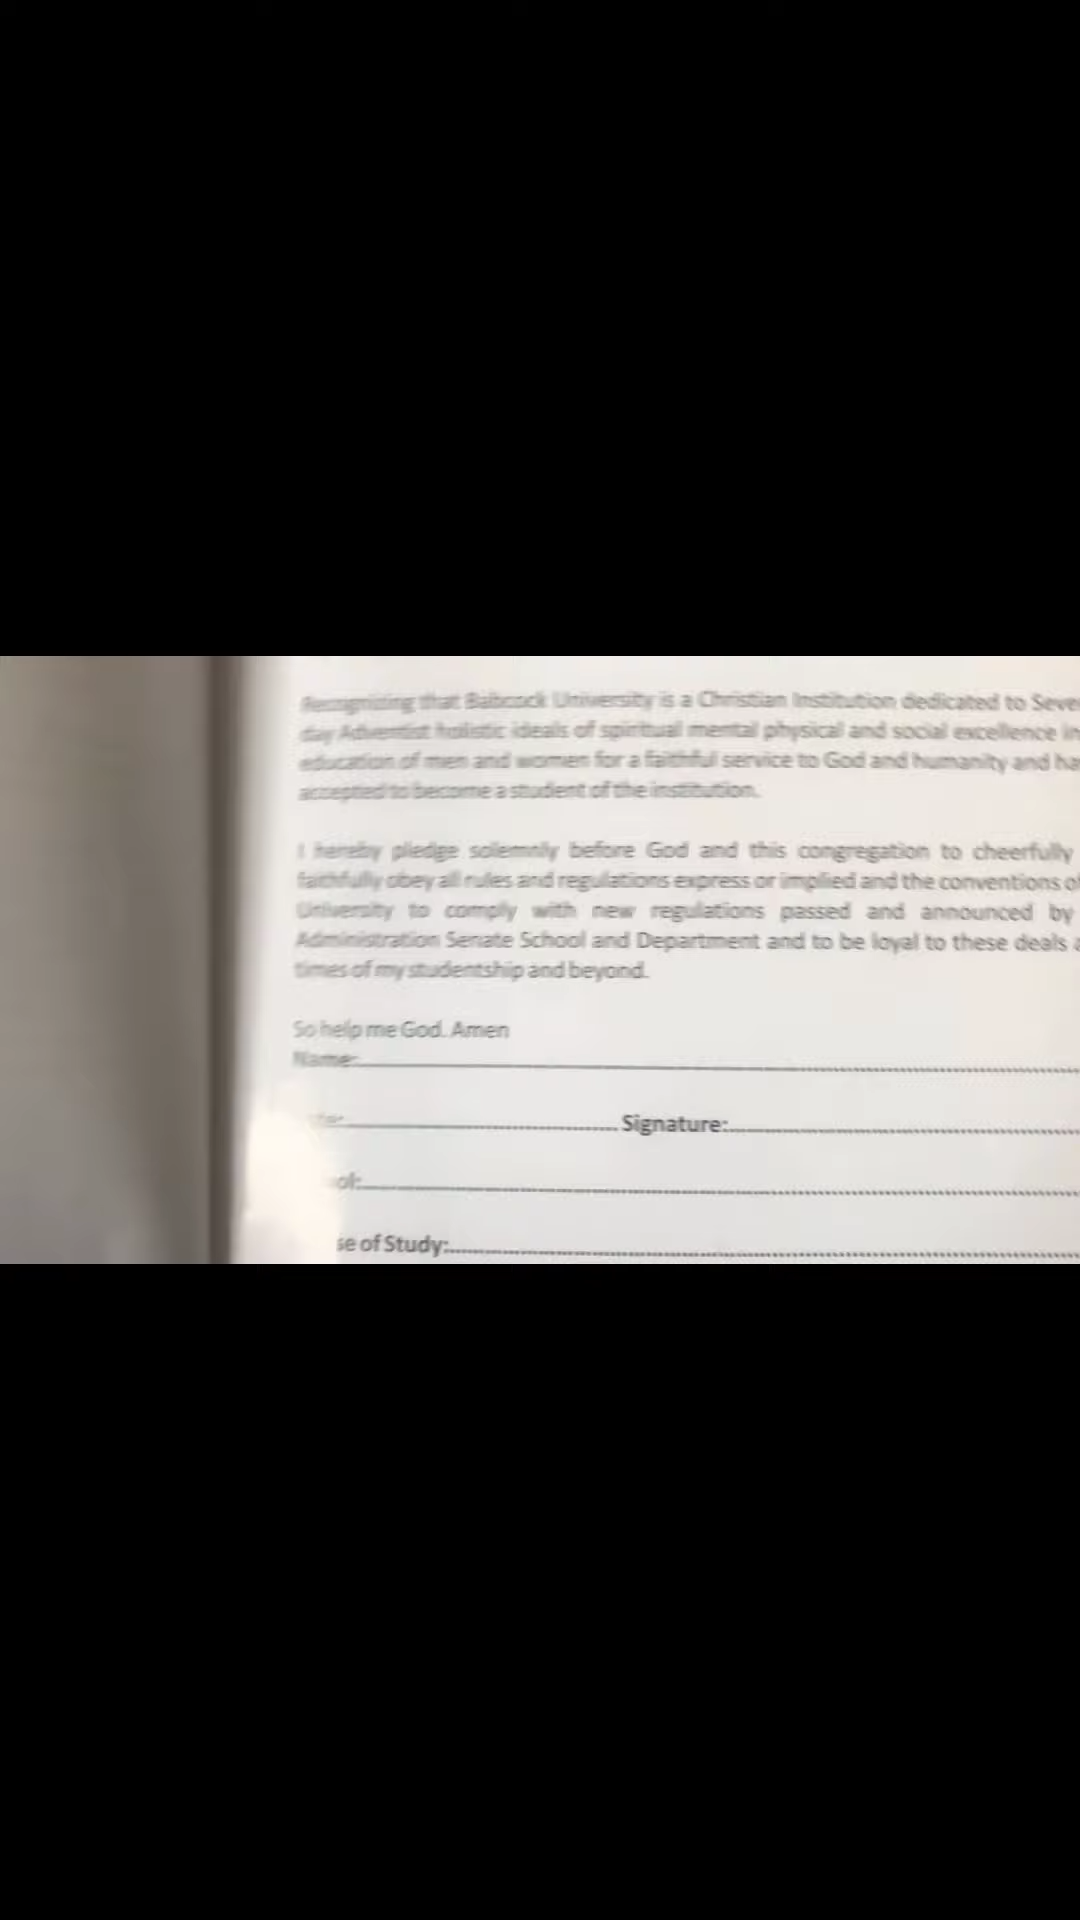 Recognizing that Babcock University is a Christian Institution dedicated to Seve
day Adventist holistic ideals of spiritual mental physical and social excellence in
education of men and women for a faithful service to God and humanity and ha
accepted to become a student of the institution.
I hereby pledge solemnly before God and this congregation to cheerfully
faithfully obey all rules and regulations express or implied and the conventions of
University to comply with new regulations passed and announced by
Administration Senate School and Department and to be loyal to these deals a
times of my studentship and beyond.
So help me God. Amen
Name:
Signature:
ol:
se of Study: